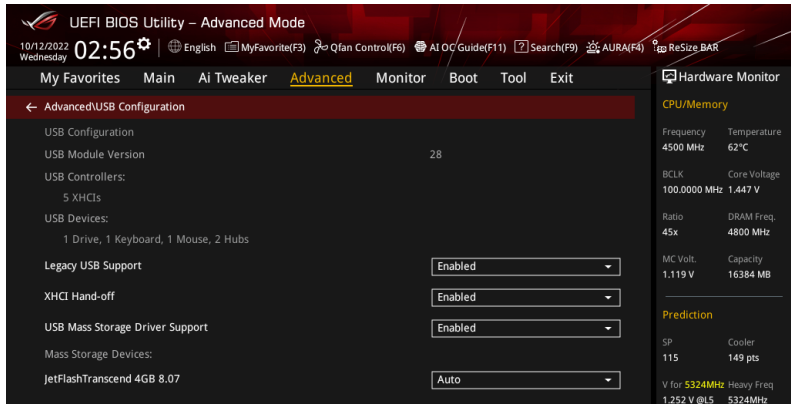 UEFI BIOS Utility – Advanced Mode
10/12/2022 Wednesday 02:56 English MyFavorite(F3) Qfan Control(F6) AI OC Guide(F11) Search(F9) AURA(F4) ReSize BAR
My Favorites Main Ai Tweaker Advanced Monitor Boot Tool Exit
← Advanced\USB Configuration
USB Configuration
USB Module Version 28
USB Controllers:
5 XHCIs
USB Devices:
1 Drive, 1 Keyboard, 1 Mouse, 2 Hubs
Legacy USB Support Enabled
XHCI Hand-off Enabled
USB Mass Storage Driver Support Enabled
Mass Storage Devices:
JetFlashTranscend 4GB 8.07 Auto
Hardware Monitor
CPU/Memory
Frequency Temperature
4500 MHz 62°C
BCLK Core Voltage
100.0000 MHz 1.447 V
Ratio DRAM Freq.
45x 4800 MHz
MC Volt. Capacity
1.119 V 16384 MB
Prediction
SP Cooler
115 149 pts
V for 5324MHz Heavy Freq
1.252 V @L5 5324MHz